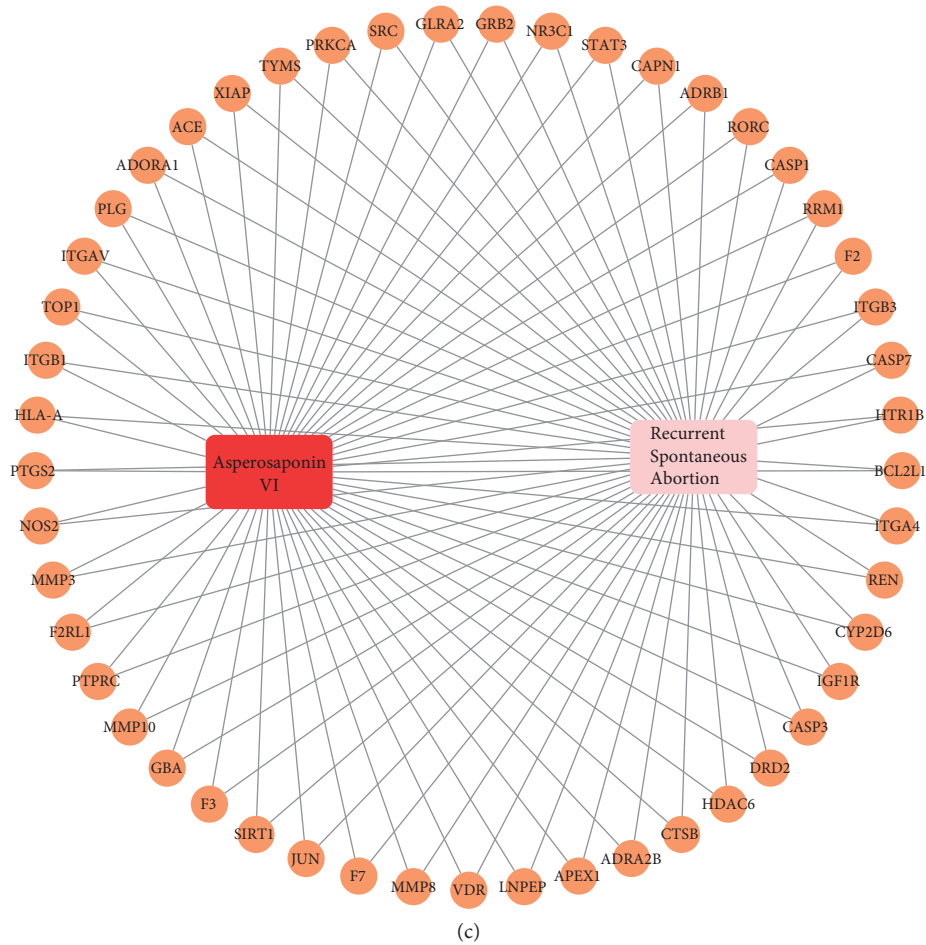 GLRA2
GRB2
SRC
NR3C1
PRKCA
STAT3
TYMS
CAPN1
XIAP
ADRB1
ACE
RORC
ADORA1
CASP1
PLG
RRM1
ITGAV
F2
TOP1
ITGB3
ITGB1
CASP7
HLA-A
HTR1B
Recurrent
Spontaneous
Abortion
Asperosaponin
VI
PTGS2
BCL2L1
NOS2
ITGA4
MMP3
REN
F2RL1
CYP2D6
PTPRC
IGF1R
MMP10
CASP3
GBA
DRD2
F3
HDAC6
SIRT1
CTSB
JUN
ADRA2B
F7
APEX1
MMP8
LNPEP
VDR
(c)